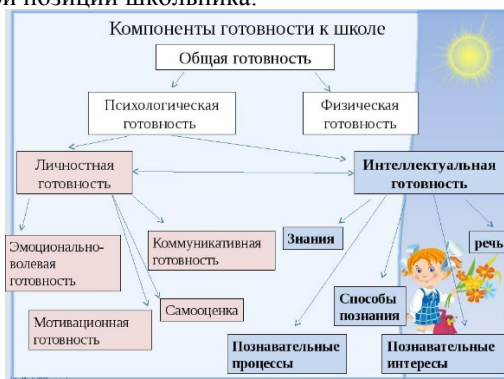 позиции школьника.
Компоненты готовности к школе
Общая готовность
Психологическая
готовность
Физическая
готовность
Личностная
готовность
Интеллектуальная
готовность
Эмоционально-
волевая
готовность
Коммуникативная
готовность
Знания
речь
Самооценка
Способы
познания
Мотивационная
готовность
Познавательные
процессы
Познавательные
интересы